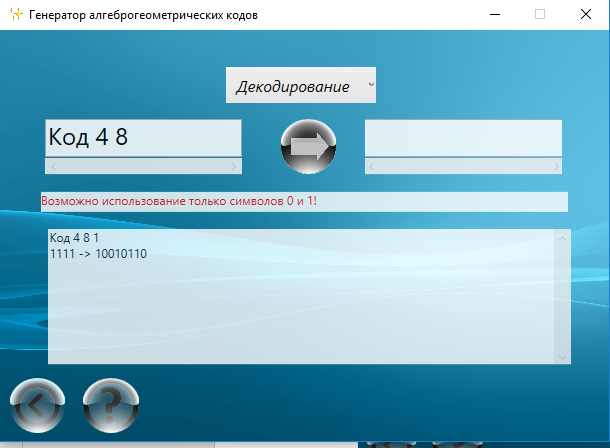 Генератор алгеброгеометрических кодов
Декодирование
Код 4 8
Возможно использование только символов 0 и 1!
Код 4 8 1
1111 -> 10010110
?